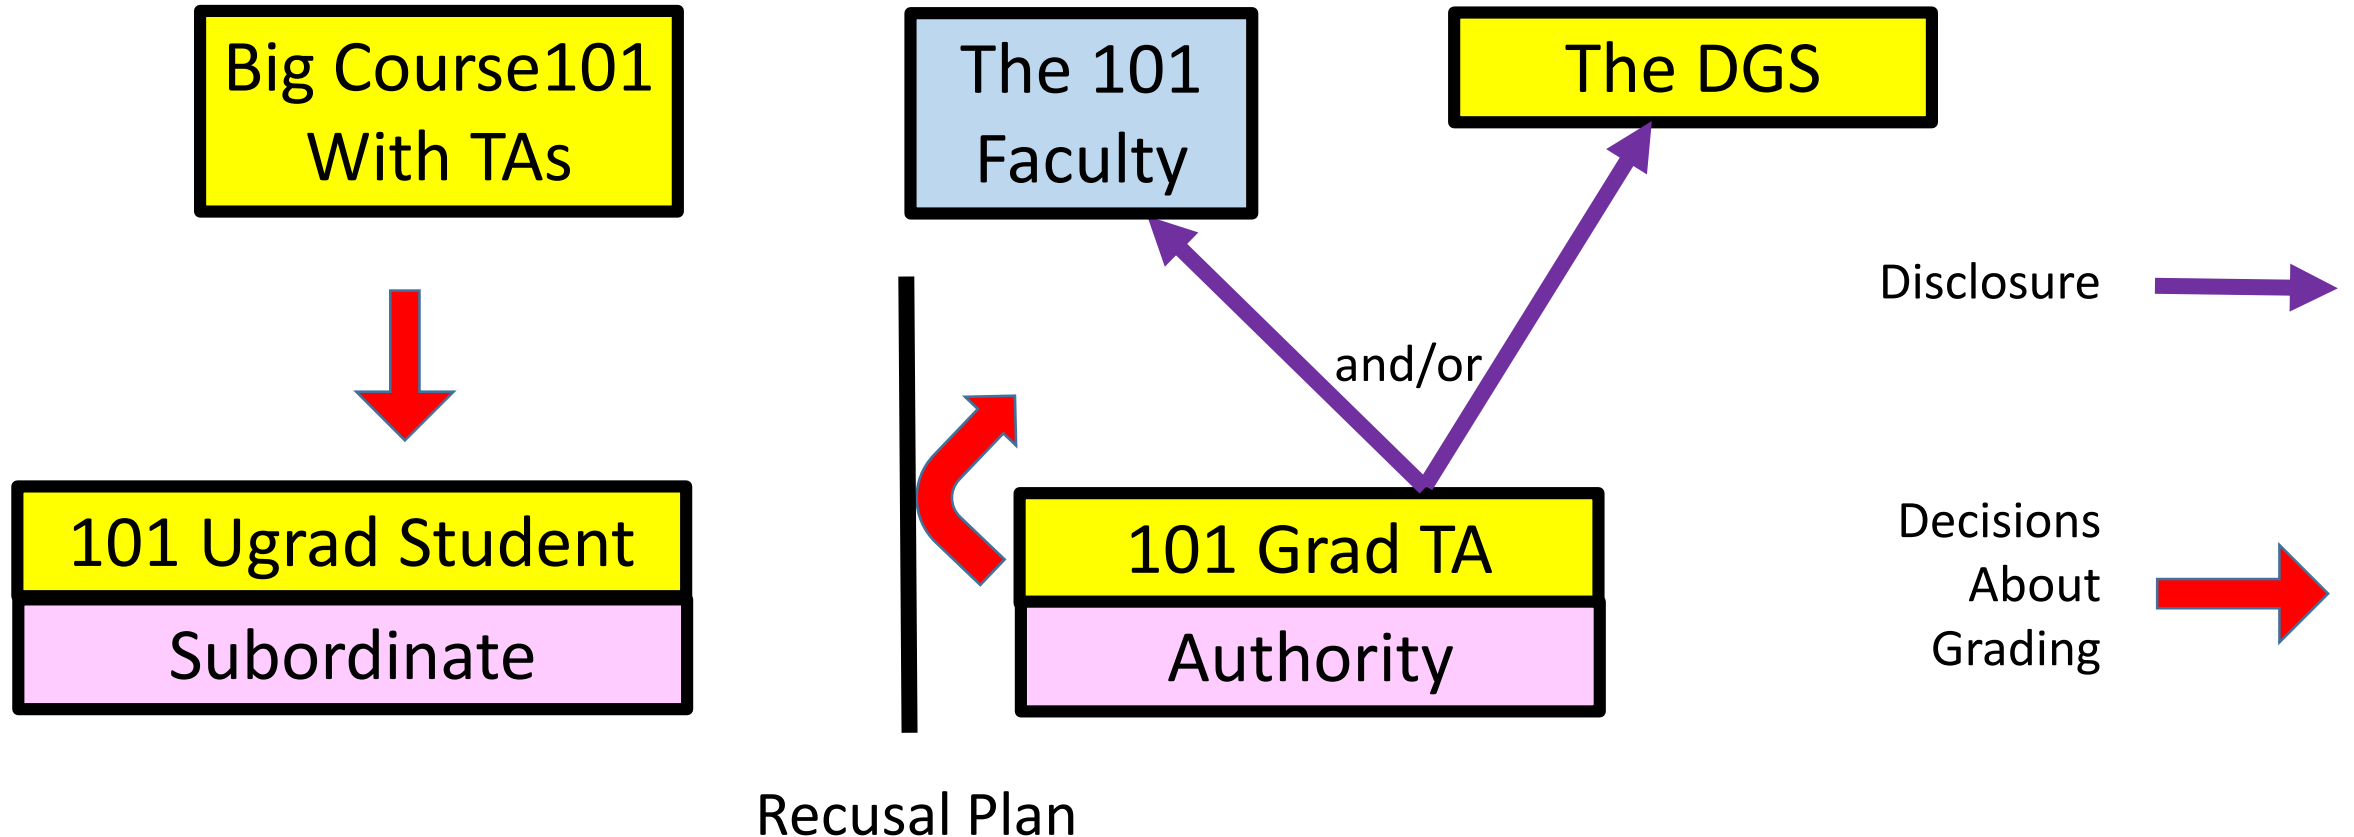 Big Course101
With TAs
The 101
Faculty
The DGS
Disclosure
and/or
101 Ugrad Student
Subordinate
101 Grad TA
Authority
Decisions
About
Grading
Recusal Plan